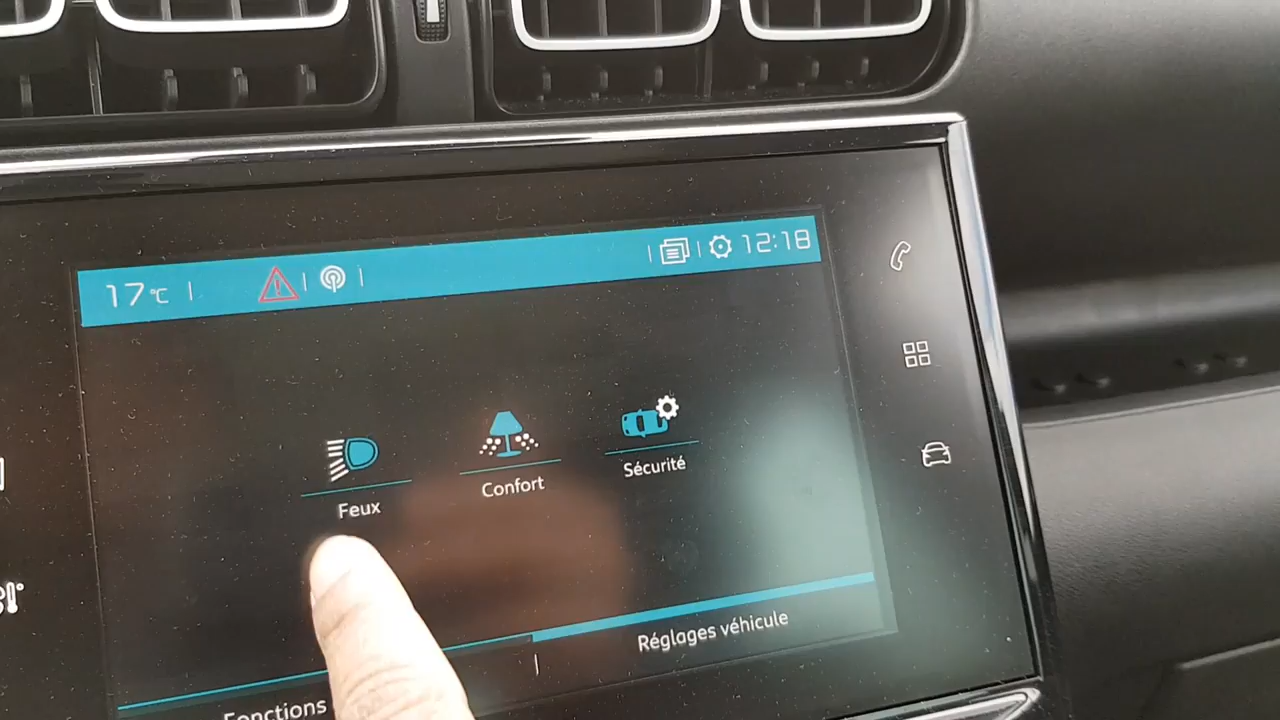 17°C
12:18
Feux
Confort
Sécurité
Fonctions
Réglages véhicule